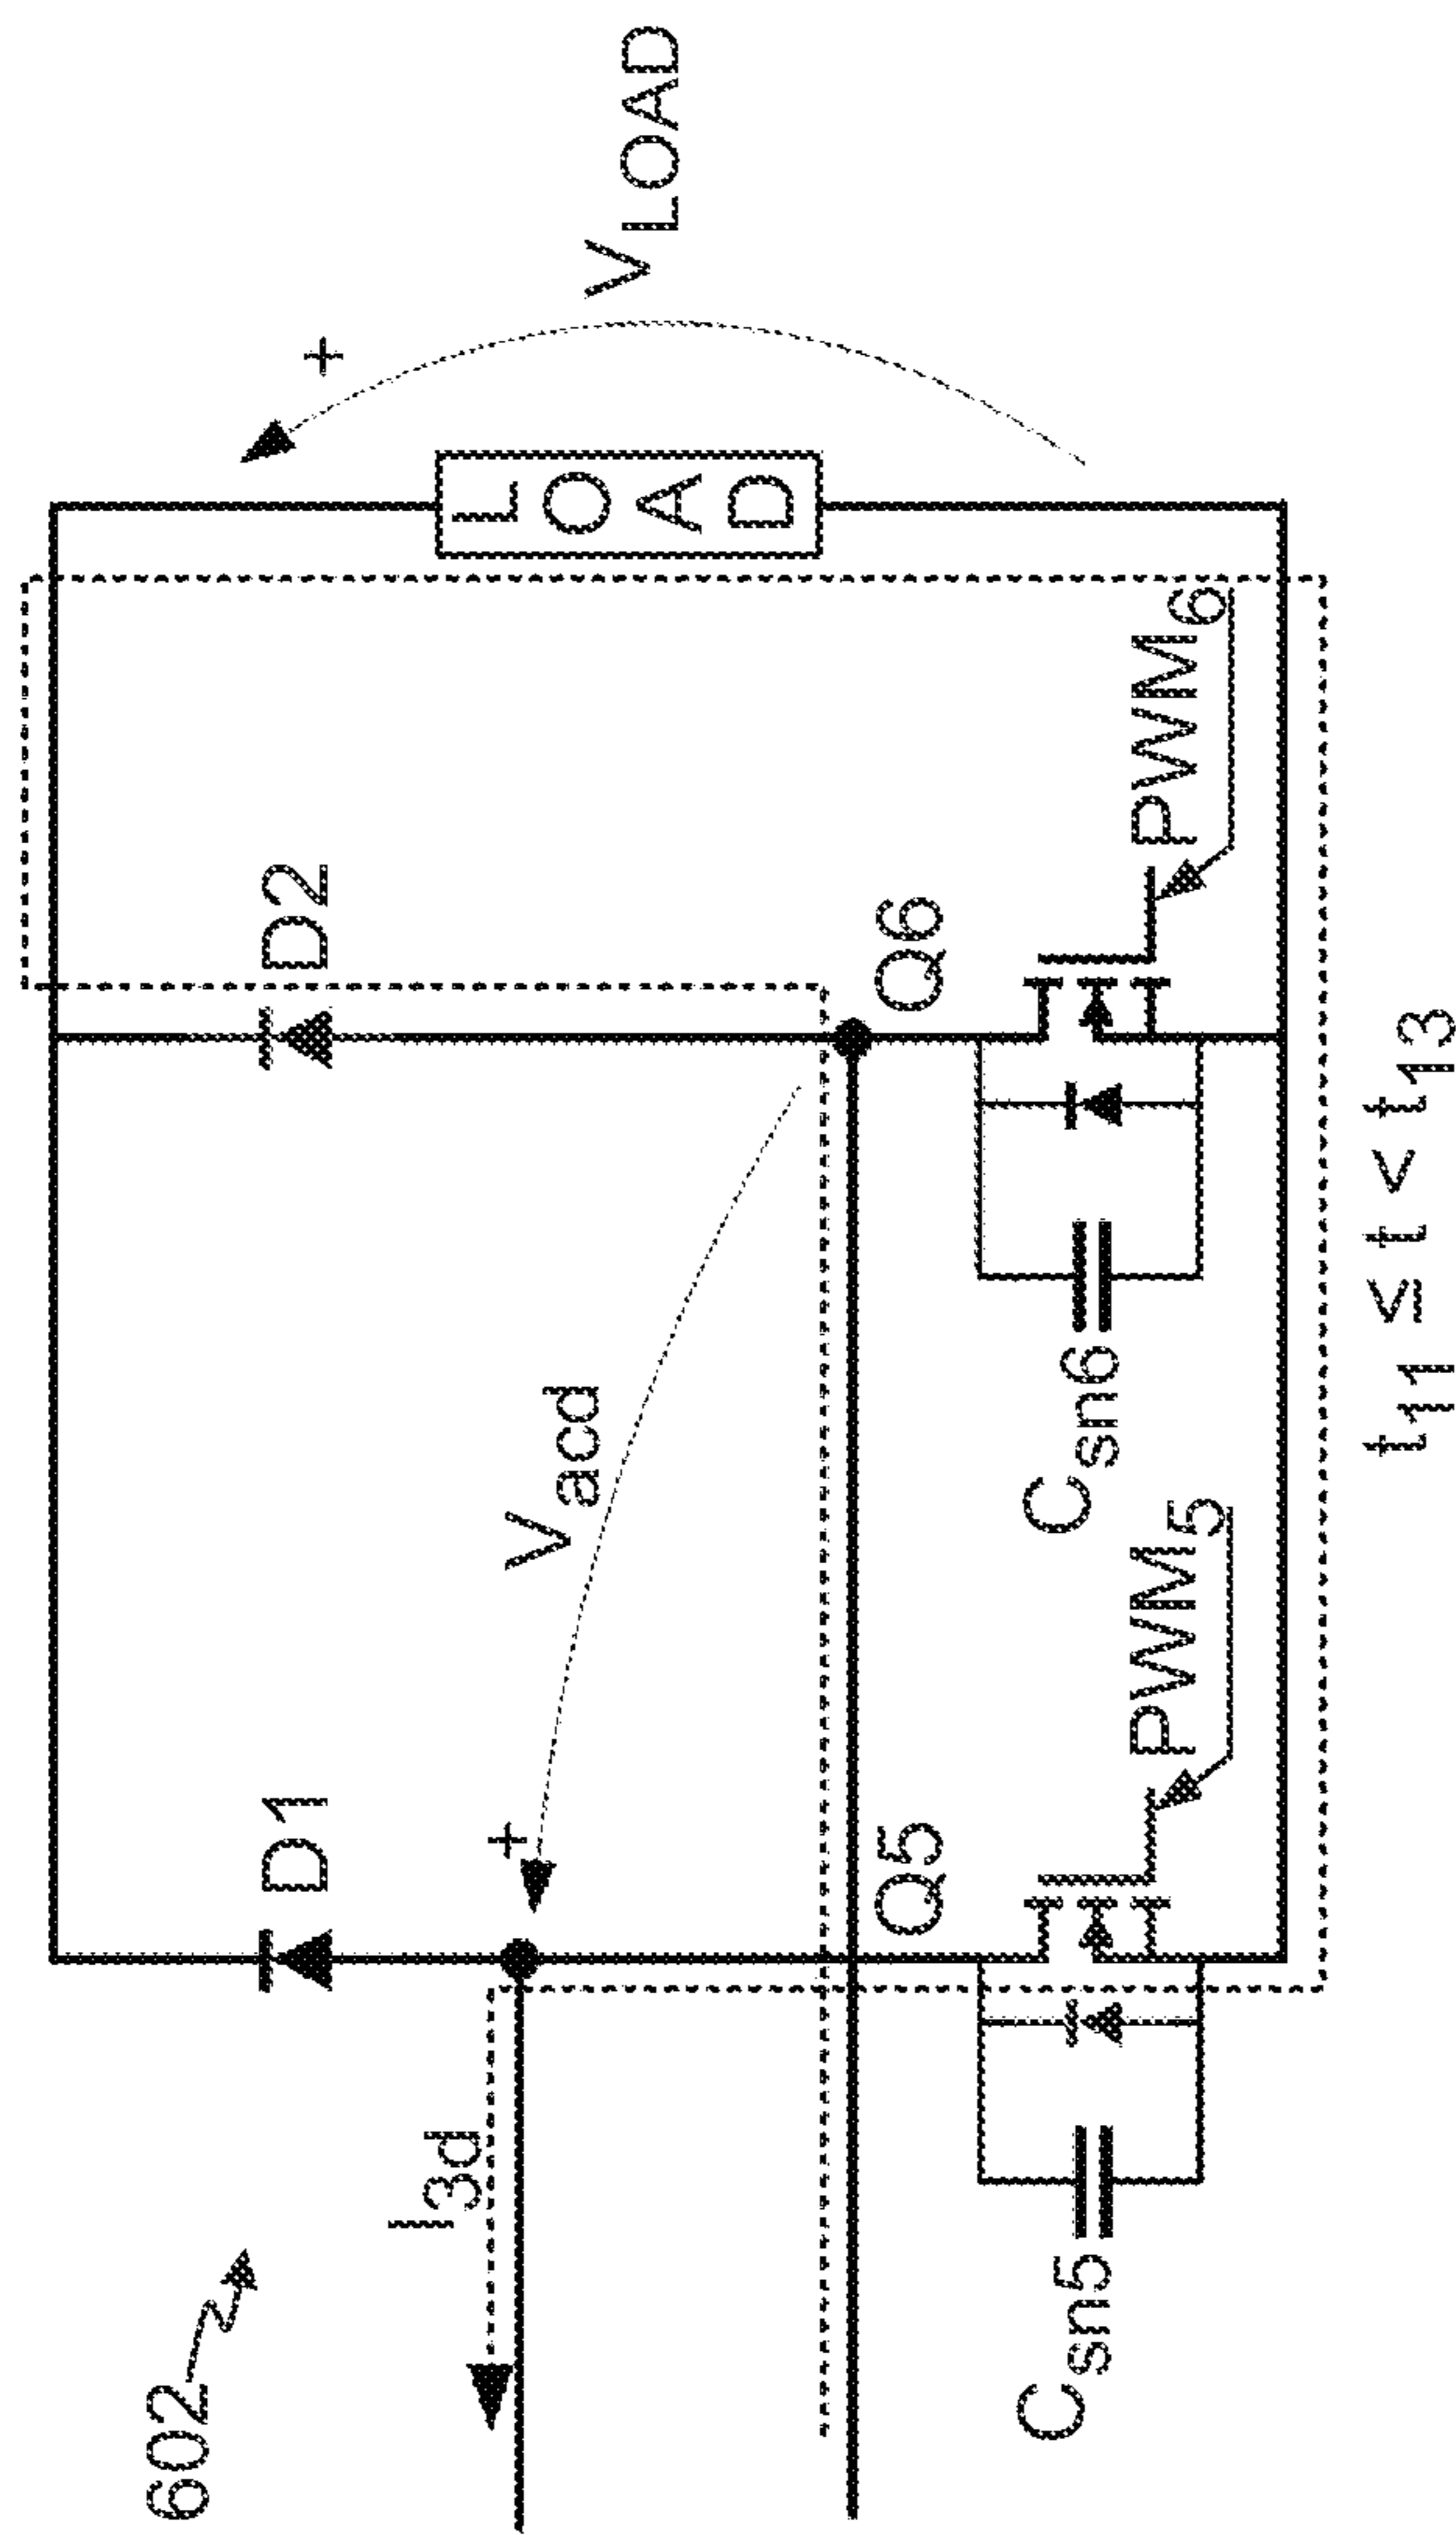 602
I3d
D1
D2
+
Vacd
+
VLOAD
LOAD
Q5
Q6
Csn5
PWM5
Csn6
PWM6
t11 ≤ t < t13